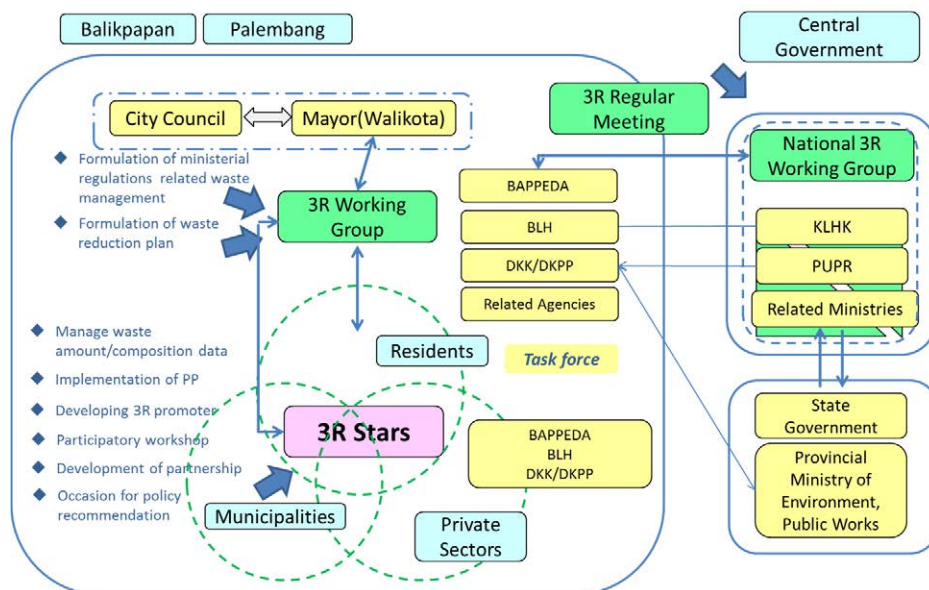 Balikpapan
Palembang
Central
Government
City Council
Mayor(Walikota)
3R Regular
Meeting
◆ Formulation of ministerial
regulations related waste
management
◆ Formulation of waste
reduction plan
3R Working
Group
BAPPEDA
BLH
DKK/DKPP
Related Agencies
National 3R
Working Group
KLHK
PUPR
Related Ministries
◆ Manage waste
amount/composition data
◆ Implementation of PP
◆ Developing 3R promoter
◆ Participatory workshop
◆ Development of partnership
◆ Occasion for policy
recommendation
Residents
Task force
3R Stars
BAPPEDA
BLH
DKK/DKPP
Municipalities
Private
Sectors
State
Government
Provincial
Ministry of
Environment,
Public Works